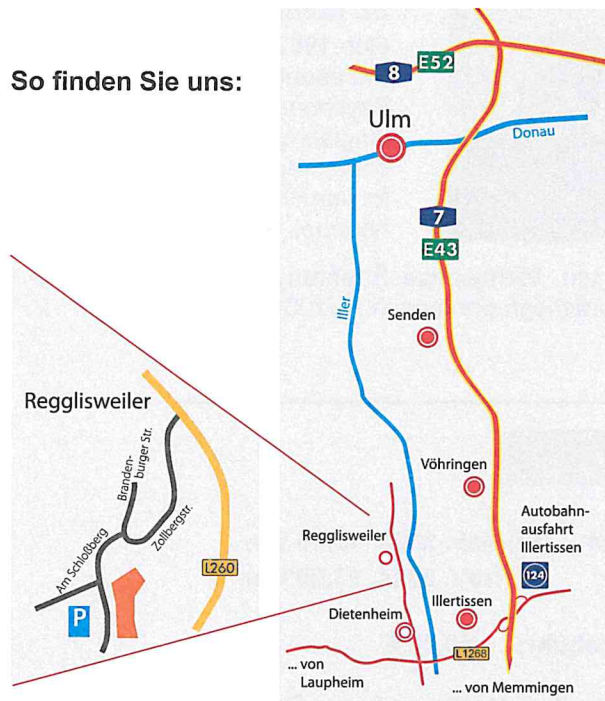 So finden Sie uns:
8
E52
Ulm
Donau
7
E43
Iller
Senden
Vöhringen
Autobahn-
ausfahrt
Illertissen
124
Regglisweiler
Dietenheim
Illertissen
L1268
... von
Laupheim
... von Memmingen
Regglisweiler
Branden-
burger Str.
Zollbergstr.
Am Schloßberg
L260
P